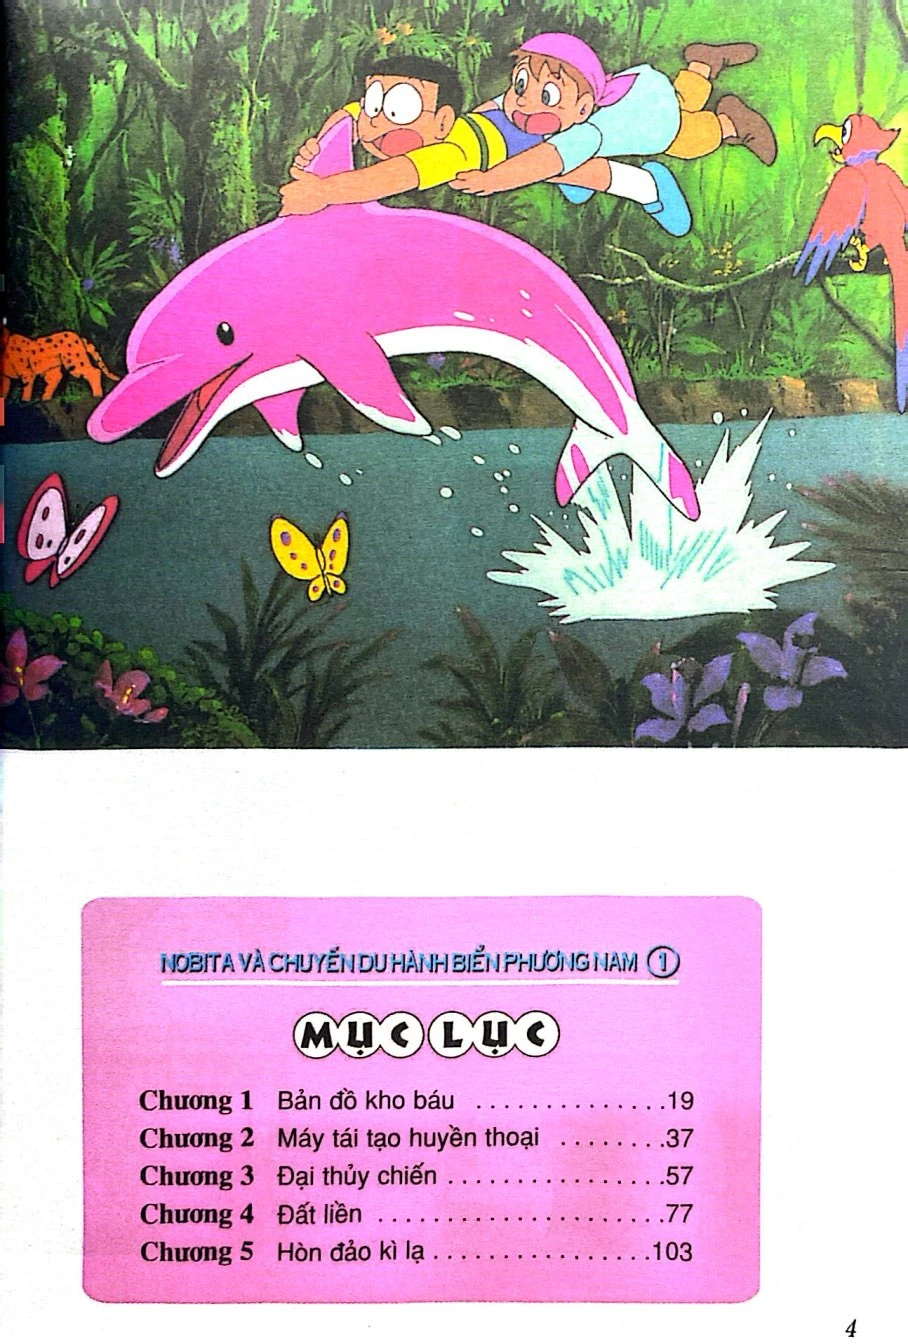 NOBITA VÀ CHUYẾN DU HÀNH BIỂN PHƯƠNG NAM ①
MỤC LỤC
Chương 1 Bản đồ kho báu ..............19
Chương 2 Máy tái tạo huyền thoại ........37
Chương 3 Đại thủy chiến .................57
Chương 4 Đất liền .......................77
Chương 5 Hòn đảo kì lạ .................103
4